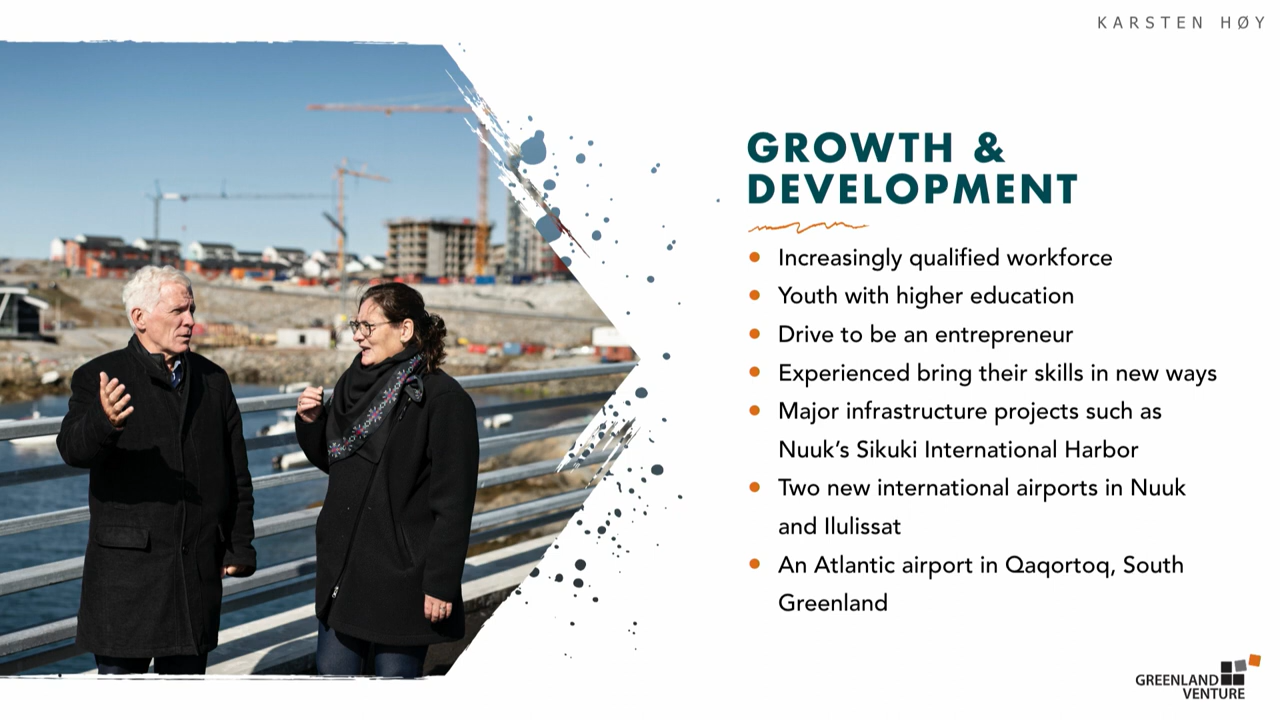 KARSTEN HØY
GROWTH &
DEVELOPMENT
Increasingly qualified workforce
Youth with higher education
Drive to be an entrepreneur
Experienced bring their skills in new ways
Major infrastructure projects such as
Nuuk’s Sikuki International Harbor
Two new international airports in Nuuk
and Ilulissat
An Atlantic airport in Qaqortoq, South
Greenland
GREENLAND
VENTURE